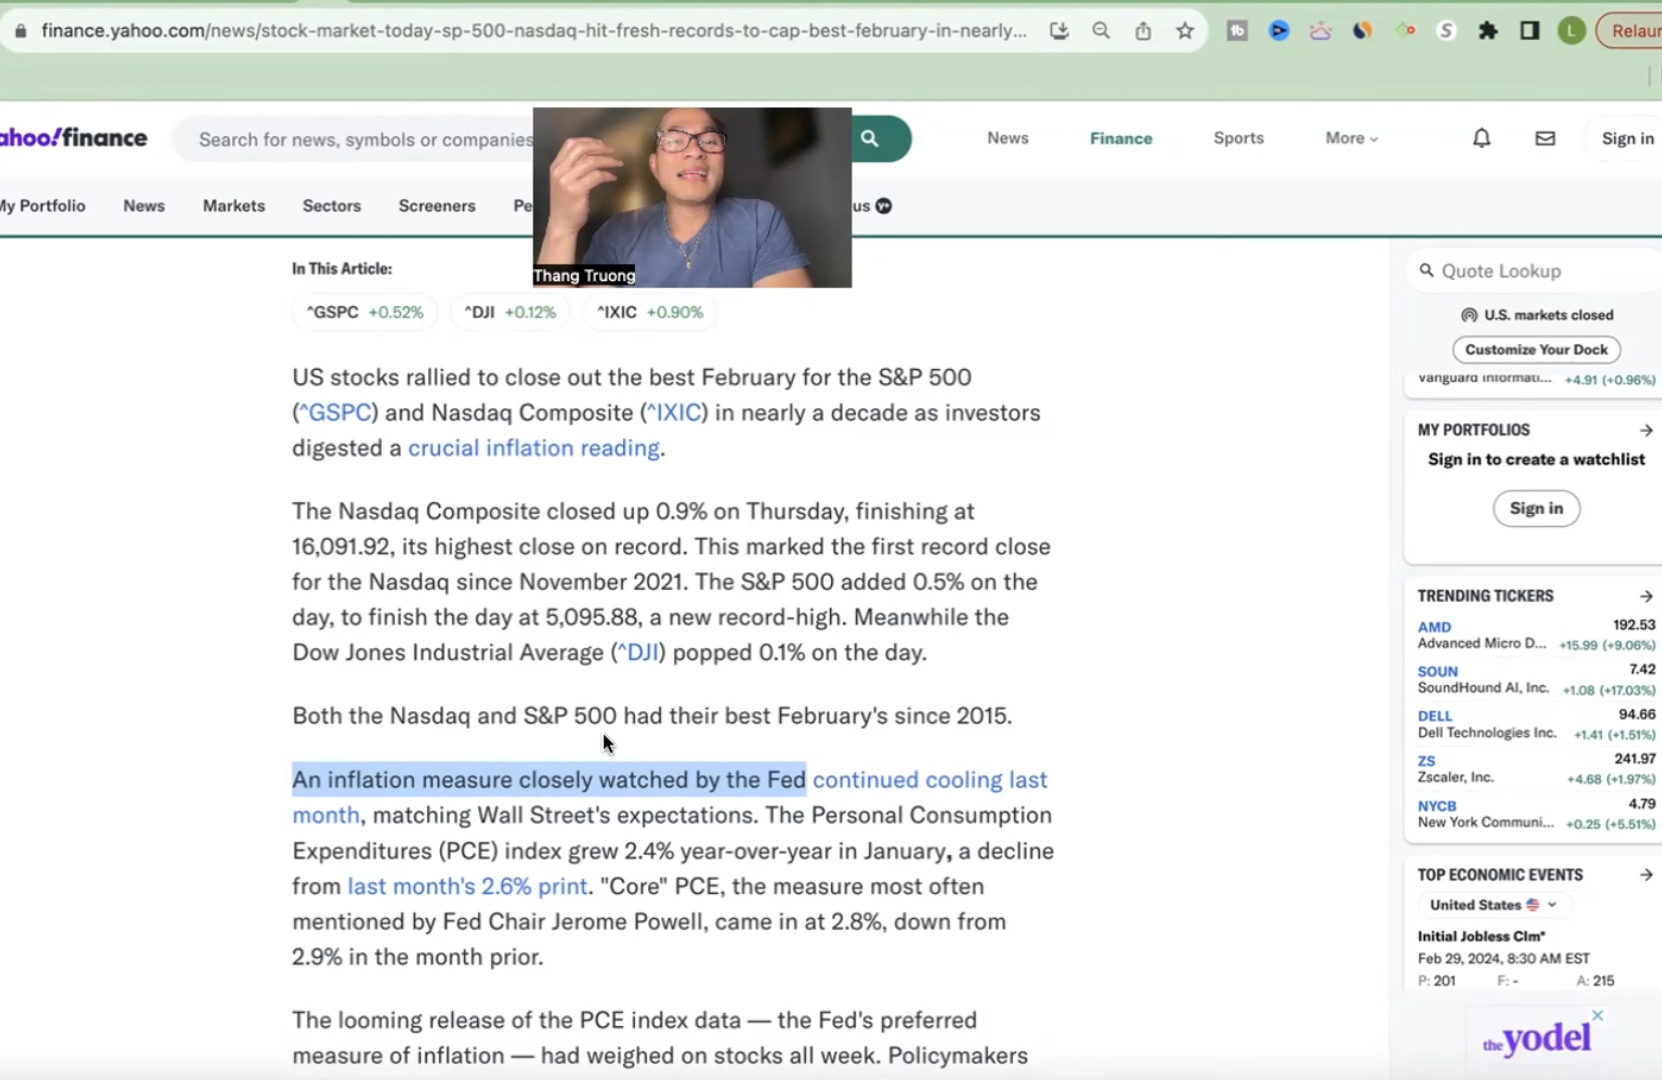 finance.yahoo.com/news/stock-market-today-sp-500-nasdaq-hit-fresh-records-to-cap-best-february-in-nearly...
tb
S
L
Relaun
ahoo!finance
Search for news, symbols or companies
News
Finance
Sports
More
Sign in
My Portfolio
News
Markets
Sectors
Screeners
Pe
us
Y+
Thang Truong
In This Article:
^GSPC +0.52%
^DJI +0.12%
^IXIC +0.90%
US stocks rallied to close out the best February for the S&P 500
(^GSPC) and Nasdaq Composite (^IXIC) in nearly a decade as investors
digested a crucial inflation reading.
The Nasdaq Composite closed up 0.9% on Thursday, finishing at
16,091.92, its highest close on record. This marked the first record close
for the Nasdaq since November 2021. The S&P 500 added 0.5% on the
day, to finish the day at 5,095.88, a new record-high. Meanwhile the
Dow Jones Industrial Average (^DJI) popped 0.1% on the day.
Both the Nasdaq and S&P 500 had their best February's since 2015.
An inflation measure closely watched by the Fed continued cooling last
month, matching Wall Street's expectations. The Personal Consumption
Expenditures (PCE) index grew 2.4% year-over-year in January, a decline
from last month's 2.6% print. "Core" PCE, the measure most often
mentioned by Fed Chair Jerome Powell, came in at 2.8%, down from
2.9% in the month prior.
The looming release of the PCE index data — the Fed's preferred
measure of inflation — had weighed on stocks all week. Policymakers
Quote Lookup
U.S. markets closed
Customize Your Dock
Vanguard Informati... +4.91 (+0.96%)
MY PORTFOLIOS
Sign in to create a watchlist
Sign in
TRENDING TICKERS
AMD 192.53
Advanced Micro D... +15.99 (+9.06%)
SOUN 7.42
SoundHound AI, Inc. +1.08 (+17.03%)
DELL 94.66
Dell Technologies Inc. +1.41 (+1.51%)
ZS 241.97
Zscaler, Inc. +4.68 (+1.97%)
NYCB 4.79
New York Communi... +0.25 (+5.51%)
TOP ECONOMIC EVENTS
United States
Initial Jobless Clm*
Feb 29, 2024, 8:30 AM EST
P: 201 F: - A: 215
the yodel